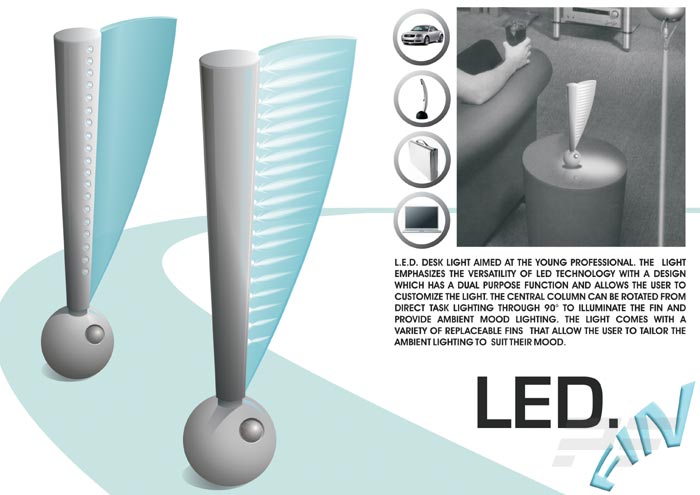 L.E.D. DESK LIGHT AIMED AT THE YOUNG PROFESSIONAL. THE LIGHT
EMPHASIZES THE VERSATILITY OF LED TECHNOLOGY WITH A DESIGN
WHICH HAS A DUAL PURPOSE FUNCTION AND ALLOWS THE USER TO
CUSTOMIZE THE LIGHT. THE CENTRAL COLUMN CAN BE ROTATED FROM
DIRECT TASK LIGHTING THROUGH 90° TO ILLUMINATE THE FIN AND
PROVIDE AMBIENT MOOD LIGHTING. THE LIGHT COMES WITH A
VARIETY OF REPLACEABLE FINS THAT ALLOW THE USER TO TAILOR THE
AMBIENT LIGHTING TO SUIT THEIR MOOD.
LED.
FIN